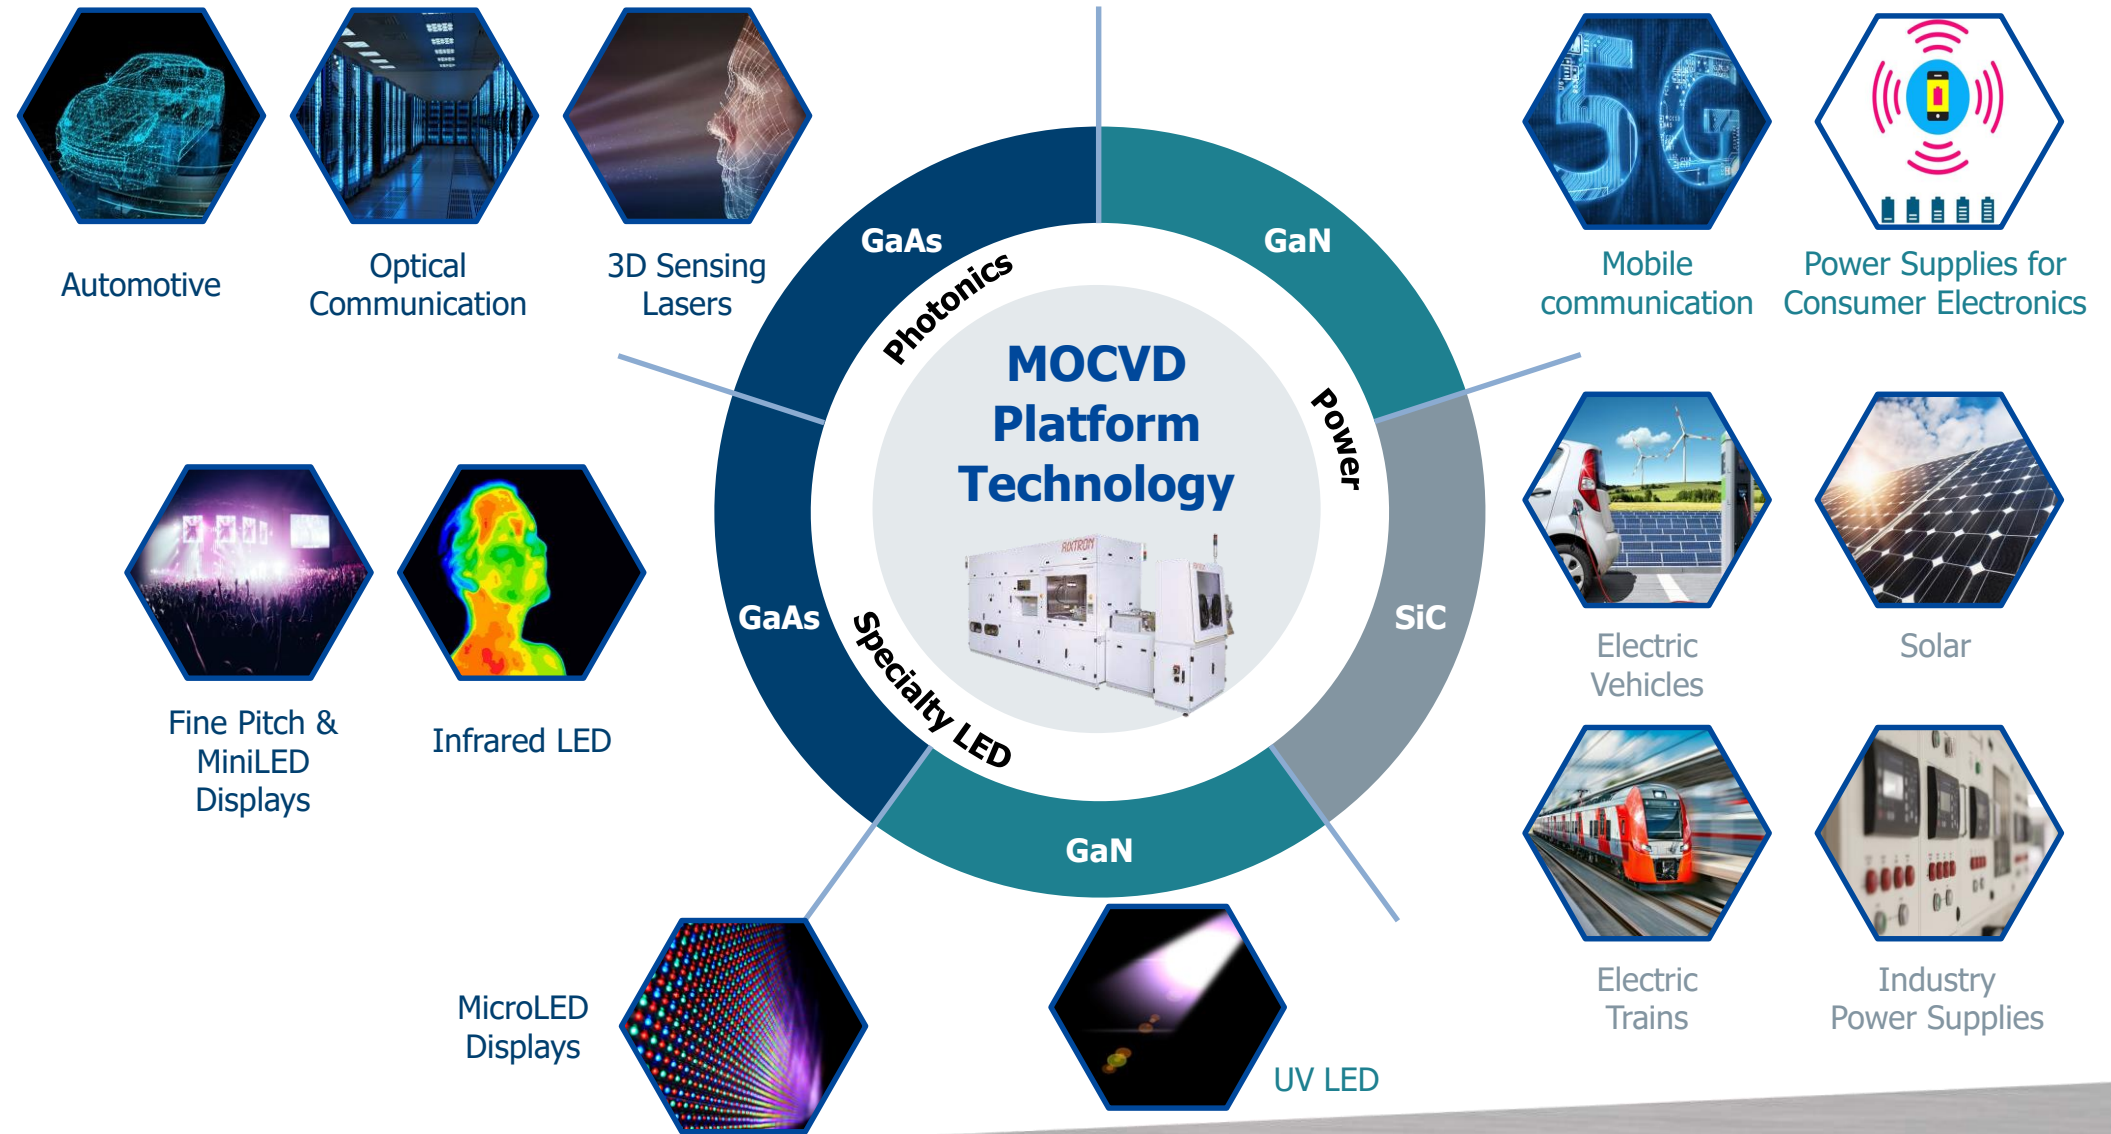 Automotive
Optical
Communication
3D Sensing
Lasers
5G
Mobile
communication
Power Supplies for
Consumer Electronics
GaAs
GaN
Photonics
Power
MOCVD
Platform
Technology
AIXTRON
GaAs
SiC
Specialty LED
GaN
Fine Pitch &
MiniLED
Displays
Infrared LED
Electric
Vehicles
Solar
MicroLED
Displays
UV LED
Electric
Trains
Industry
Power Supplies